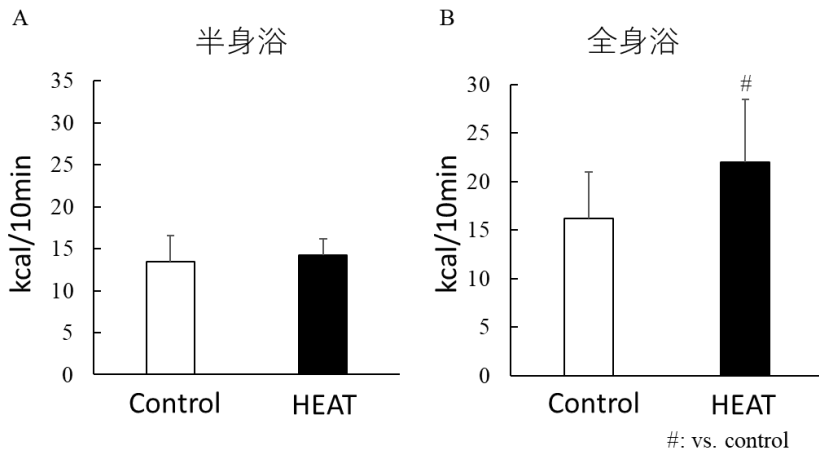 A
半身浴
kcal/10min
35
30
25
20
15
10
5
0
Control HEAT
B
全身浴
kcal/10min
30
25
20
15
10
5
0
#
Control HEAT
#: vs. control